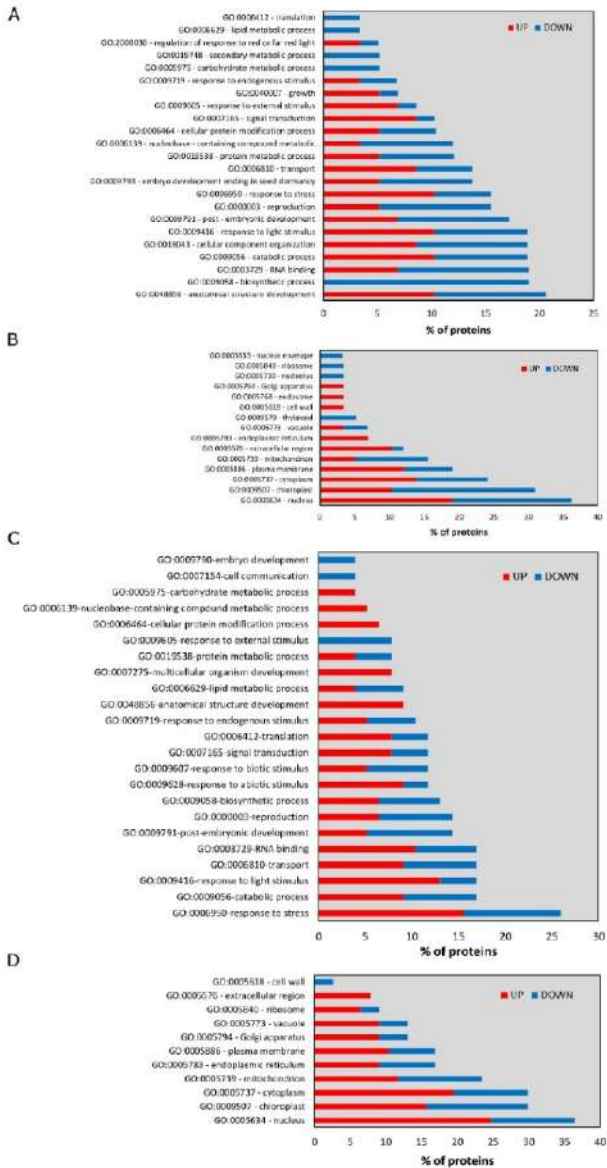 A
GO:0006412 - translation
GO:0006629 - lipid metabolic process
GO:2000030 - regulation of response to red or far red light
GO:0019748 - secondary metabolic process
GO:0005975 - carbohydrate metabolic process
GO:0009719 - response to endogenous stimulus
GO:0040007 - growth
GO:0009605 - response to external stimulus
GO:0007165 - signal transduction
GO:0006464 - cellular protein modification process
GO:0006139 - nucleobase - containing compound metabolic...
GO:0019538 - protein metabolic process
GO:0006810 - transport
GO:0009793 - embryo development ending in seed dormancy
GO:0006950 - response to stress
GO:0000003 - reproduction
GO:0009791 - post - embryonic development
GO:0009416 - response to light stimulus
GO:0016043 - cellular component organization
GO:0009056 - catabolic process
GO:0003729 - RNA binding
GO:0009058 - biosynthetic process
GO:0048856 - anatomical structure development
UP DOWN
0 5 10 15 20 25
% of proteins
B
GO:0005635 - nuclear envelope
GO:0005840 - ribosome
GO:0005730 - nucleolus
GO:0005794 - Golgi apparatus
GO:0005768 - endosome
GO:0005618 - cell wall
GO:0009579 - thylakoid
GO:0005773 - vacuole
GO:0005783 - endoplasmic reticulum
GO:0005576 - extracellular region
GO:0005739 - mitochondrion
GO:0005886 - plasma membrane
GO:0005737 - cytoplasm
GO:0009507 - chloroplast
GO:0005634 - nucleus
UP DOWN
0 5 10 15 20 25 30 35 40
% of proteins
C
GO:0009790-embryo development
GO:0007154-cell communication
GO:0005975-carbohydrate metabolic process
GO:0006139-nucleobase-containing compound metabolic process
GO:0006464-cellular protein modification process
GO:0009605-response to external stimulus
GO:0019538-protein metabolic process
GO:0007275-multicellular organism development
GO:0006629-lipid metabolic process
GO:0048856-anatomical structure development
GO:0009719-response to endogenous stimulus
GO:0006412-translation
GO:0007165-signal transduction
GO:0009607-response to biotic stimulus
GO:0009628-response to abiotic stimulus
GO:0009058-biosynthetic process
GO:0000003-reproduction
GO:0009791-post-embryonic development
GO:0003729-RNA binding
GO:0006810-transport
GO:0009416-response to light stimulus
GO:0009056-catabolic process
GO:0006950-response to stress
UP DOWN
0 5 10 15 20 25 30
% of proteins
D
GO:0005618 - cell wall
GO:0005576 - extracellular region
GO:0005840 - ribosome
GO:0005773 - vacuole
GO:0005794 - Golgi apparatus
GO:0005886 - plasma membrane
GO:0005783 - endoplasmic reticulum
GO:0005739 - mitochondrion
GO:0005737 - cytoplasm
GO:0009507 - chloroplast
GO:0005634 - nucleus
UP DOWN
0 5 10 15 20 25 30 35 40
% of proteins